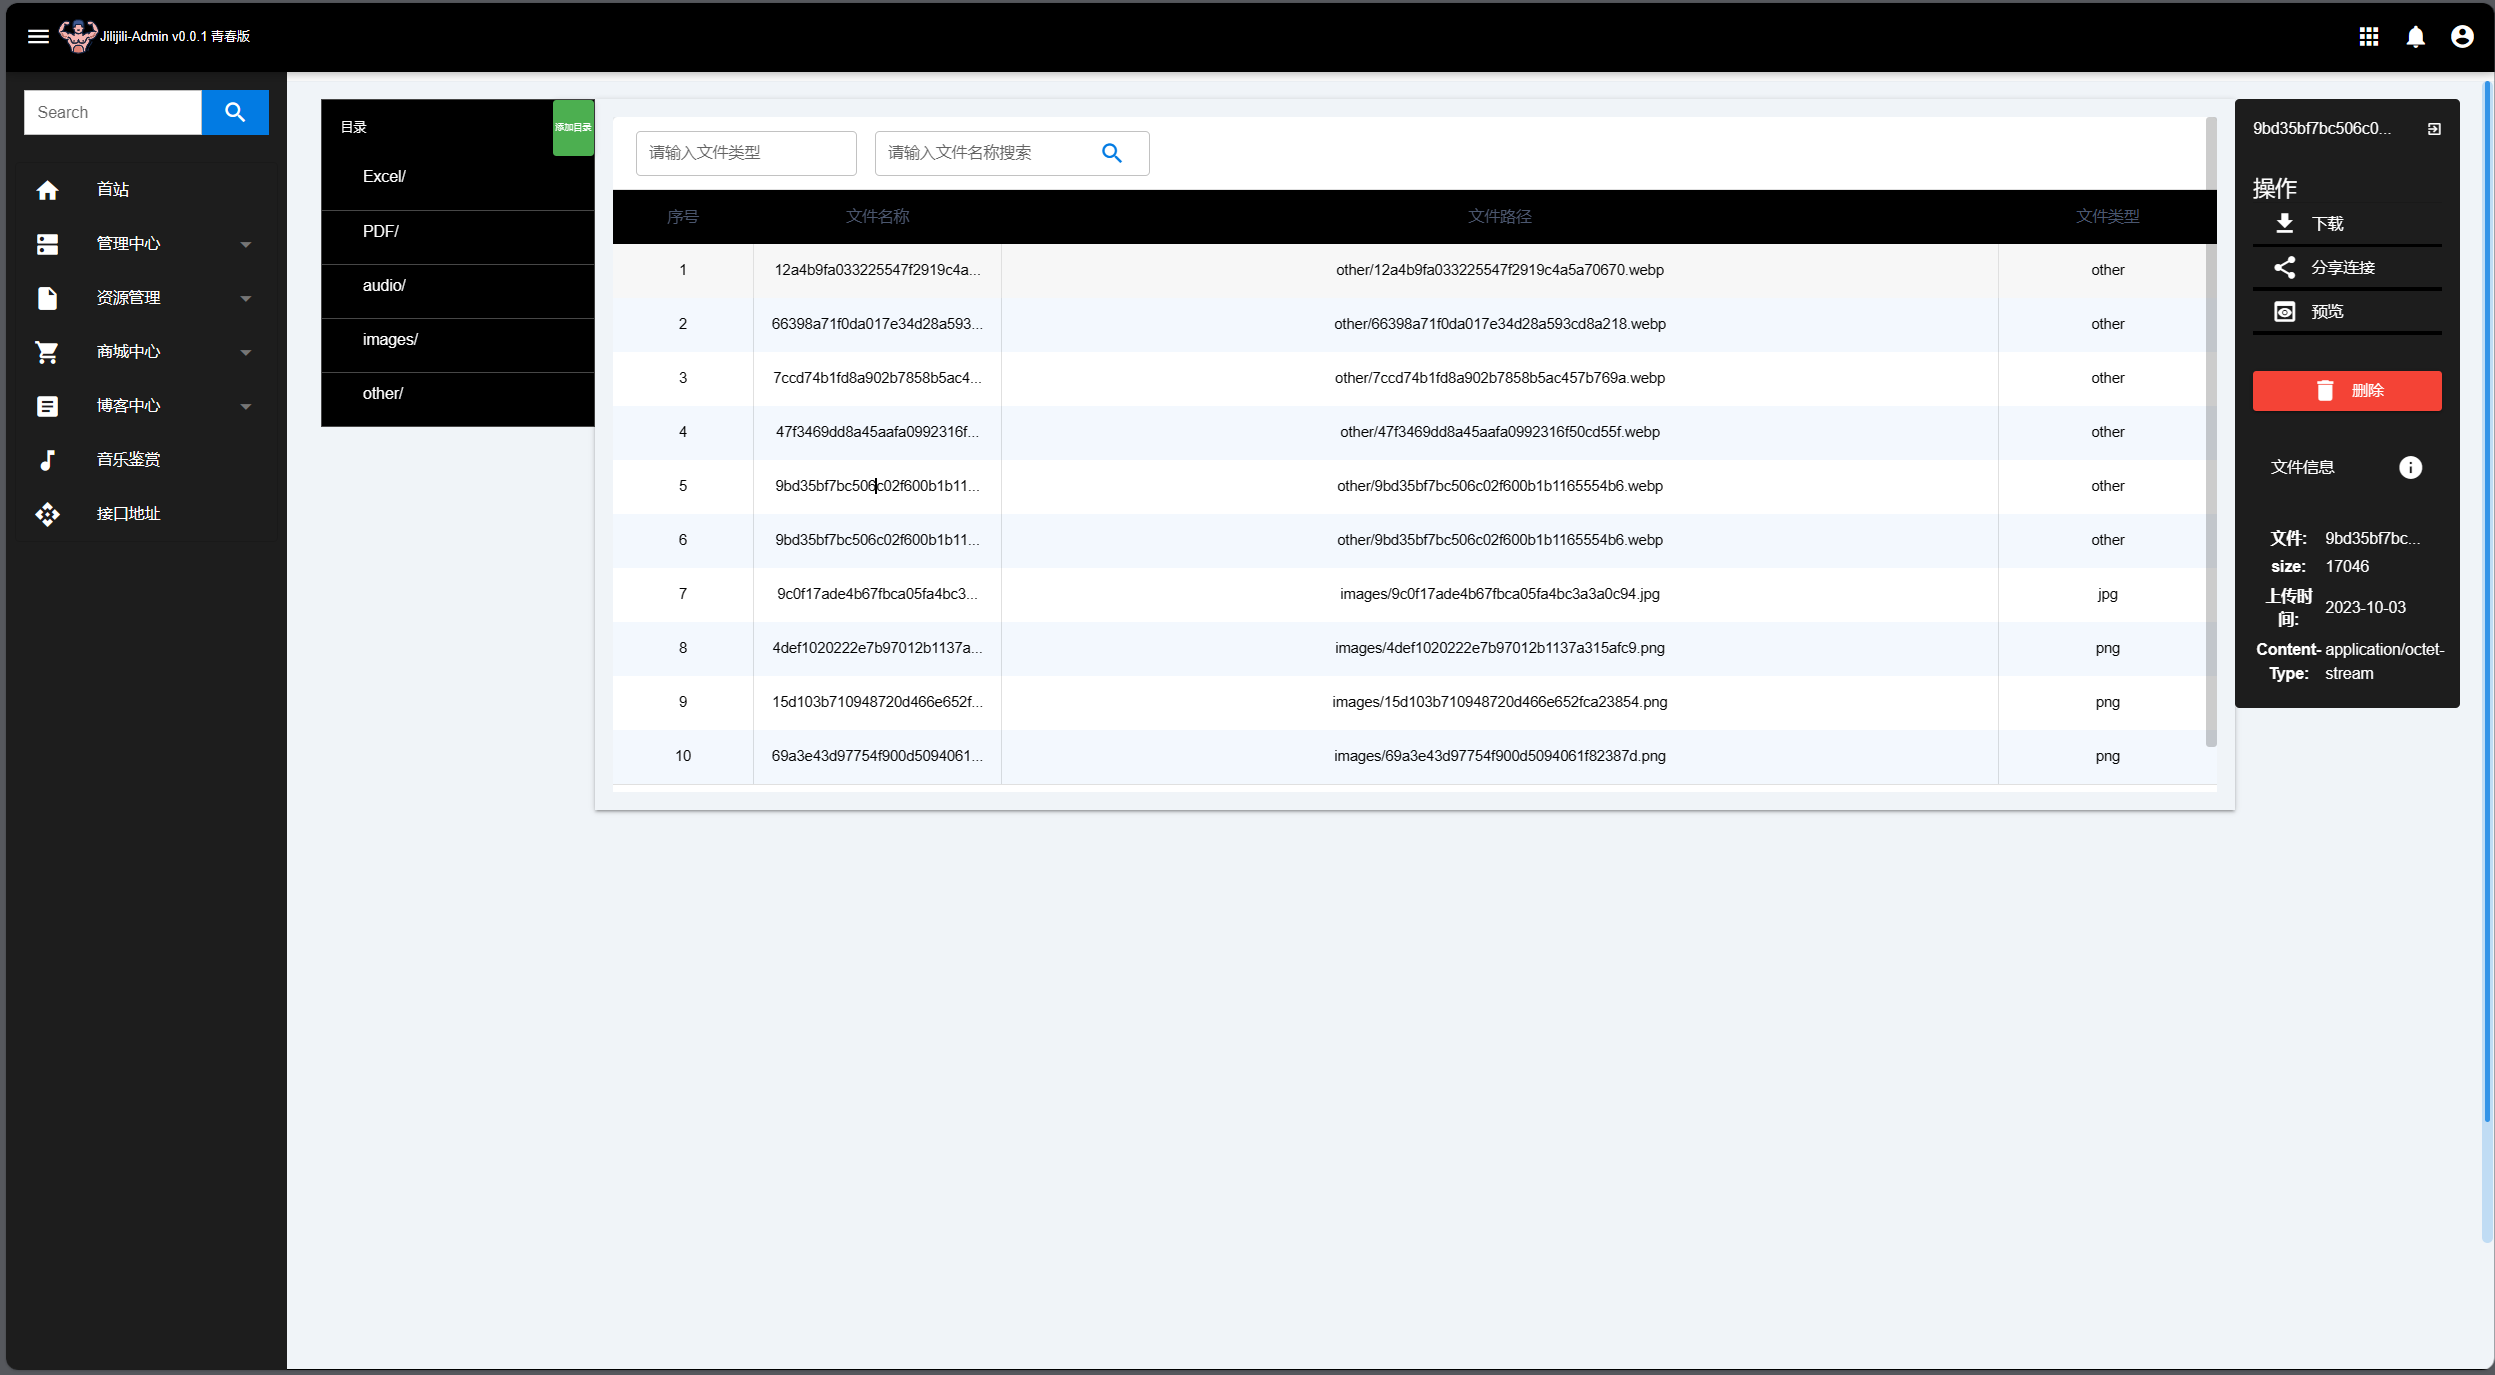 Jilijili-Admin v0.0.1 青春版
Search
首站
管理中心
资源管理
商城中心
博客中心
音乐鉴赏
接口地址
目录
添加目录
Excel/
PDF/
audio/
images/
other/
请输入文件类型
请输入文件名称搜索
序号 文件名称 文件路径 文件类型
1 12a4b9fa033225547f2919c4a... other/12a4b9fa033225547f2919c4a5a70670.webp other
2 66398a71f0da017e34d28a593... other/66398a71f0da017e34d28a593cd8a218.webp other
3 7ccd74b1fd8a902b7858b5ac4... other/7ccd74b1fd8a902b7858b5ac457b769a.webp other
4 47f3469dd8a45aafa0992316f... other/47f3469dd8a45aafa0992316f50cd55f.webp other
5 9bd35bf7bc506c02f600b1b11... other/9bd35bf7bc506c02f600b1b1165554b6.webp other
6 9bd35bf7bc506c02f600b1b11... other/9bd35bf7bc506c02f600b1b1165554b6.webp other
7 9c0f17ade4b67fbca05fa4bc3... images/9c0f17ade4b67fbca05fa4bc3a3a0c94.jpg jpg
8 4def1020222e7b97012b1137a... images/4def1020222e7b97012b1137a315afc9.png png
9 15d103b710948720d466e652f... images/15d103b710948720d466e652fca23854.png png
10 69a3e43d97754f900d5094061... images/69a3e43d97754f900d5094061f82387d.png png
9bd35bf7bc506c0...
操作
下载
分享连接
预览
删除
文件信息
文件: 9bd35bf7bc...
size: 17046
上传时间: 2023-10-03
Content- application/octet-
Type: stream